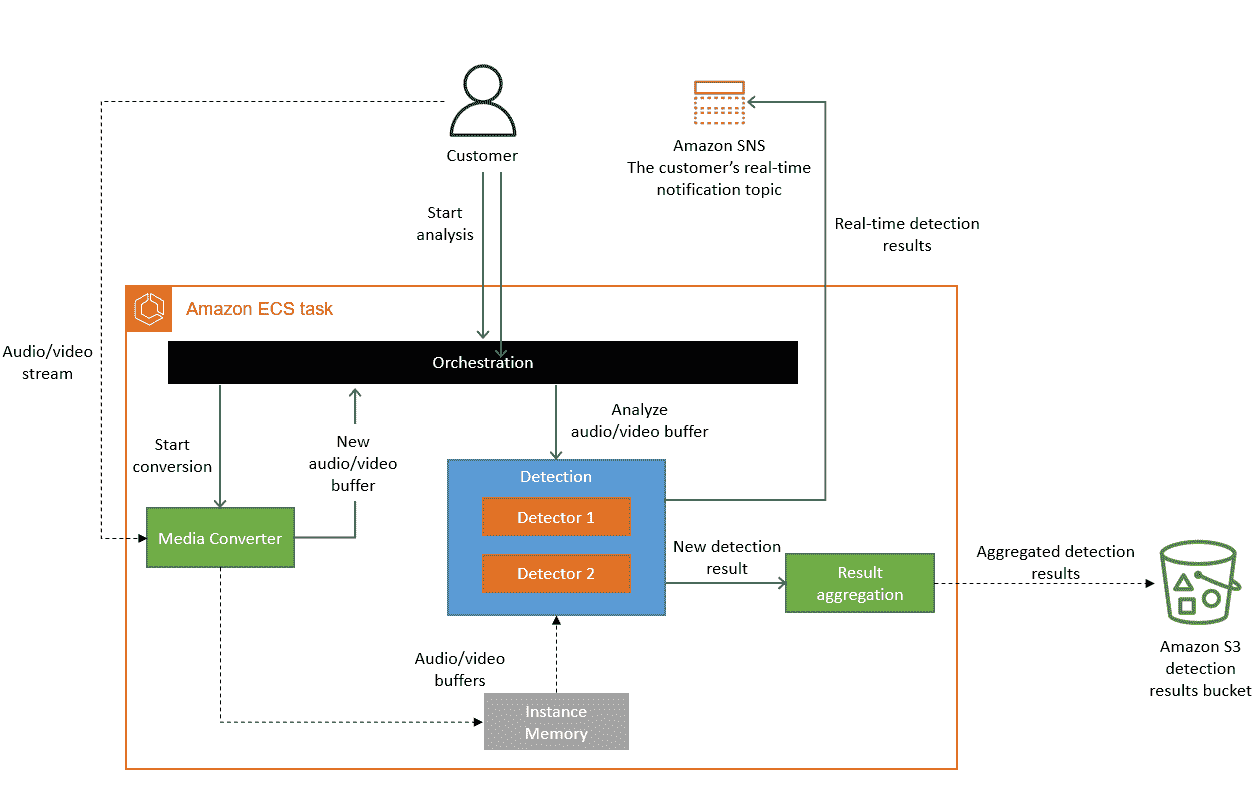 Customer
Amazon SNS
The customer’s real-time
notification topic
Start
analysis
Real-time detection
results
Amazon ECS task
Audio/video
stream
Orchestration
Start
conversion
New
audio/video
buffer
Analyze
audio/video buffer
Detection
Detector 1
Detector 2
Media Converter
New detection
result
Result
aggregation
Aggregated detection
results
Audio/video
buffers
Instance
Memory
Amazon S3
detection
results bucket